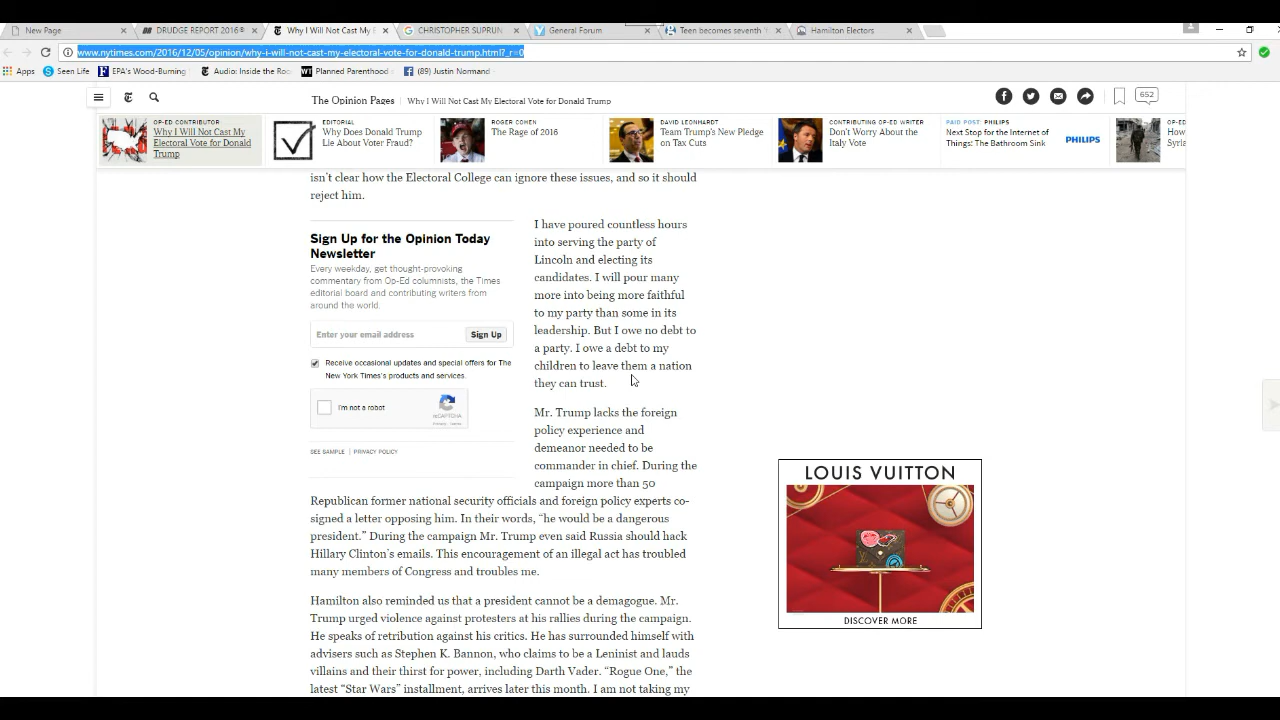 New Page
DRUDGE REPORT 2016®
Why I Will Not Cast My E
CHRISTOPHER SUPRUN
General Forum
Teen becomes seventh
Hamilton Electors
www.nytimes.com/2016/12/05/opinion/why-i-will-not-cast-my-electoral-vote-for-donald-trump.html?_r=0
Apps
Seen Life
EPA's Wood-Burning
Audio: Inside the Roo
Planned Parenthood
(89) Justin Normand
The Opinion Pages | Why I Will Not Cast My Electoral Vote for Donald Trump
652
OP-ED CONTRIBUTOR
Why I Will Not Cast My
Electoral Vote for Donald
Trump
EDITORIAL
Why Does Donald Trump
Lie About Voter Fraud?
ROGER COHEN
The Rage of 2016
DAVID LEONHARDT
Team Trump's New Pledge
on Tax Cuts
CONTRIBUTING OP-ED WRITER
Don't Worry About the
Italy Vote
PAID POST: PHILIPS
Next Stop for the Internet of
Things: The Bathroom Sink
PHILIPS
OP-ED
How
Syria
isn't clear how the Electoral College can ignore these issues, and so it should
reject him.
Sign Up for the Opinion Today
Newsletter
Every weekday, get thought-provoking
commentary from Op-Ed columnists, the Times
editorial board and contributing writers from
around the world.
Enter your email address
Sign Up
Receive occasional updates and special offers for The
New York Times's products and services.
I'm not a robot
reCAPTCHA
Privacy - Terms
SEE SAMPLE | PRIVACY POLICY
I have poured countless hours
into serving the party of
Lincoln and electing its
candidates. I will pour many
more into being more faithful
to my party than some in its
leadership. But I owe no debt to
a party. I owe a debt to my
children to leave them a nation
they can trust.
Mr. Trump lacks the foreign
policy experience and
demeanor needed to be
commander in chief. During the
campaign more than 50
Republican former national security officials and foreign policy experts co-
signed a letter opposing him. In their words, “he would be a dangerous
president.” During the campaign Mr. Trump even said Russia should hack
Hillary Clinton's emails. This encouragement of an illegal act has troubled
many members of Congress and troubles me.
Hamilton also reminded us that a president cannot be a demagogue. Mr.
Trump urged violence against protesters at his rallies during the campaign.
He speaks of retribution against his critics. He has surrounded himself with
advisers such as Stephen K. Bannon, who claims to be a Leninist and lauds
villains and their thirst for power, including Darth Vader. “Rogue One,” the
latest “Star Wars” installment, arrives later this month. I am not taking my
LOUIS VUITTON
DISCOVER MORE